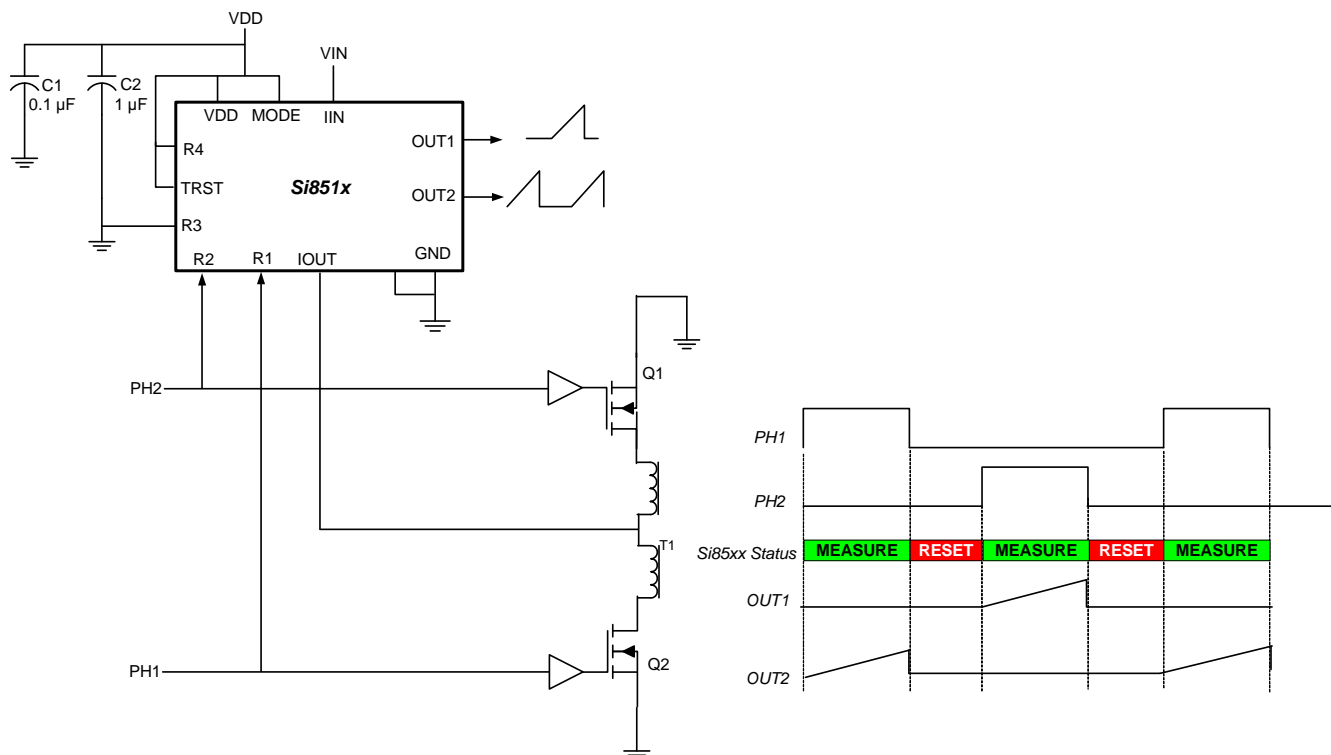 VDD
VIN
C1
0.1 µF
C2
1 µF
VDD MODE IIN
R4
OUT1
TRST
Si851x
OUT2
R3
R2 R1 IOUT
GND
PH2
Q1
T1
PH1
Q2
PH1
PH2
Si85xx Status MEASURE RESET MEASURE RESET MEASURE
OUT1
OUT2